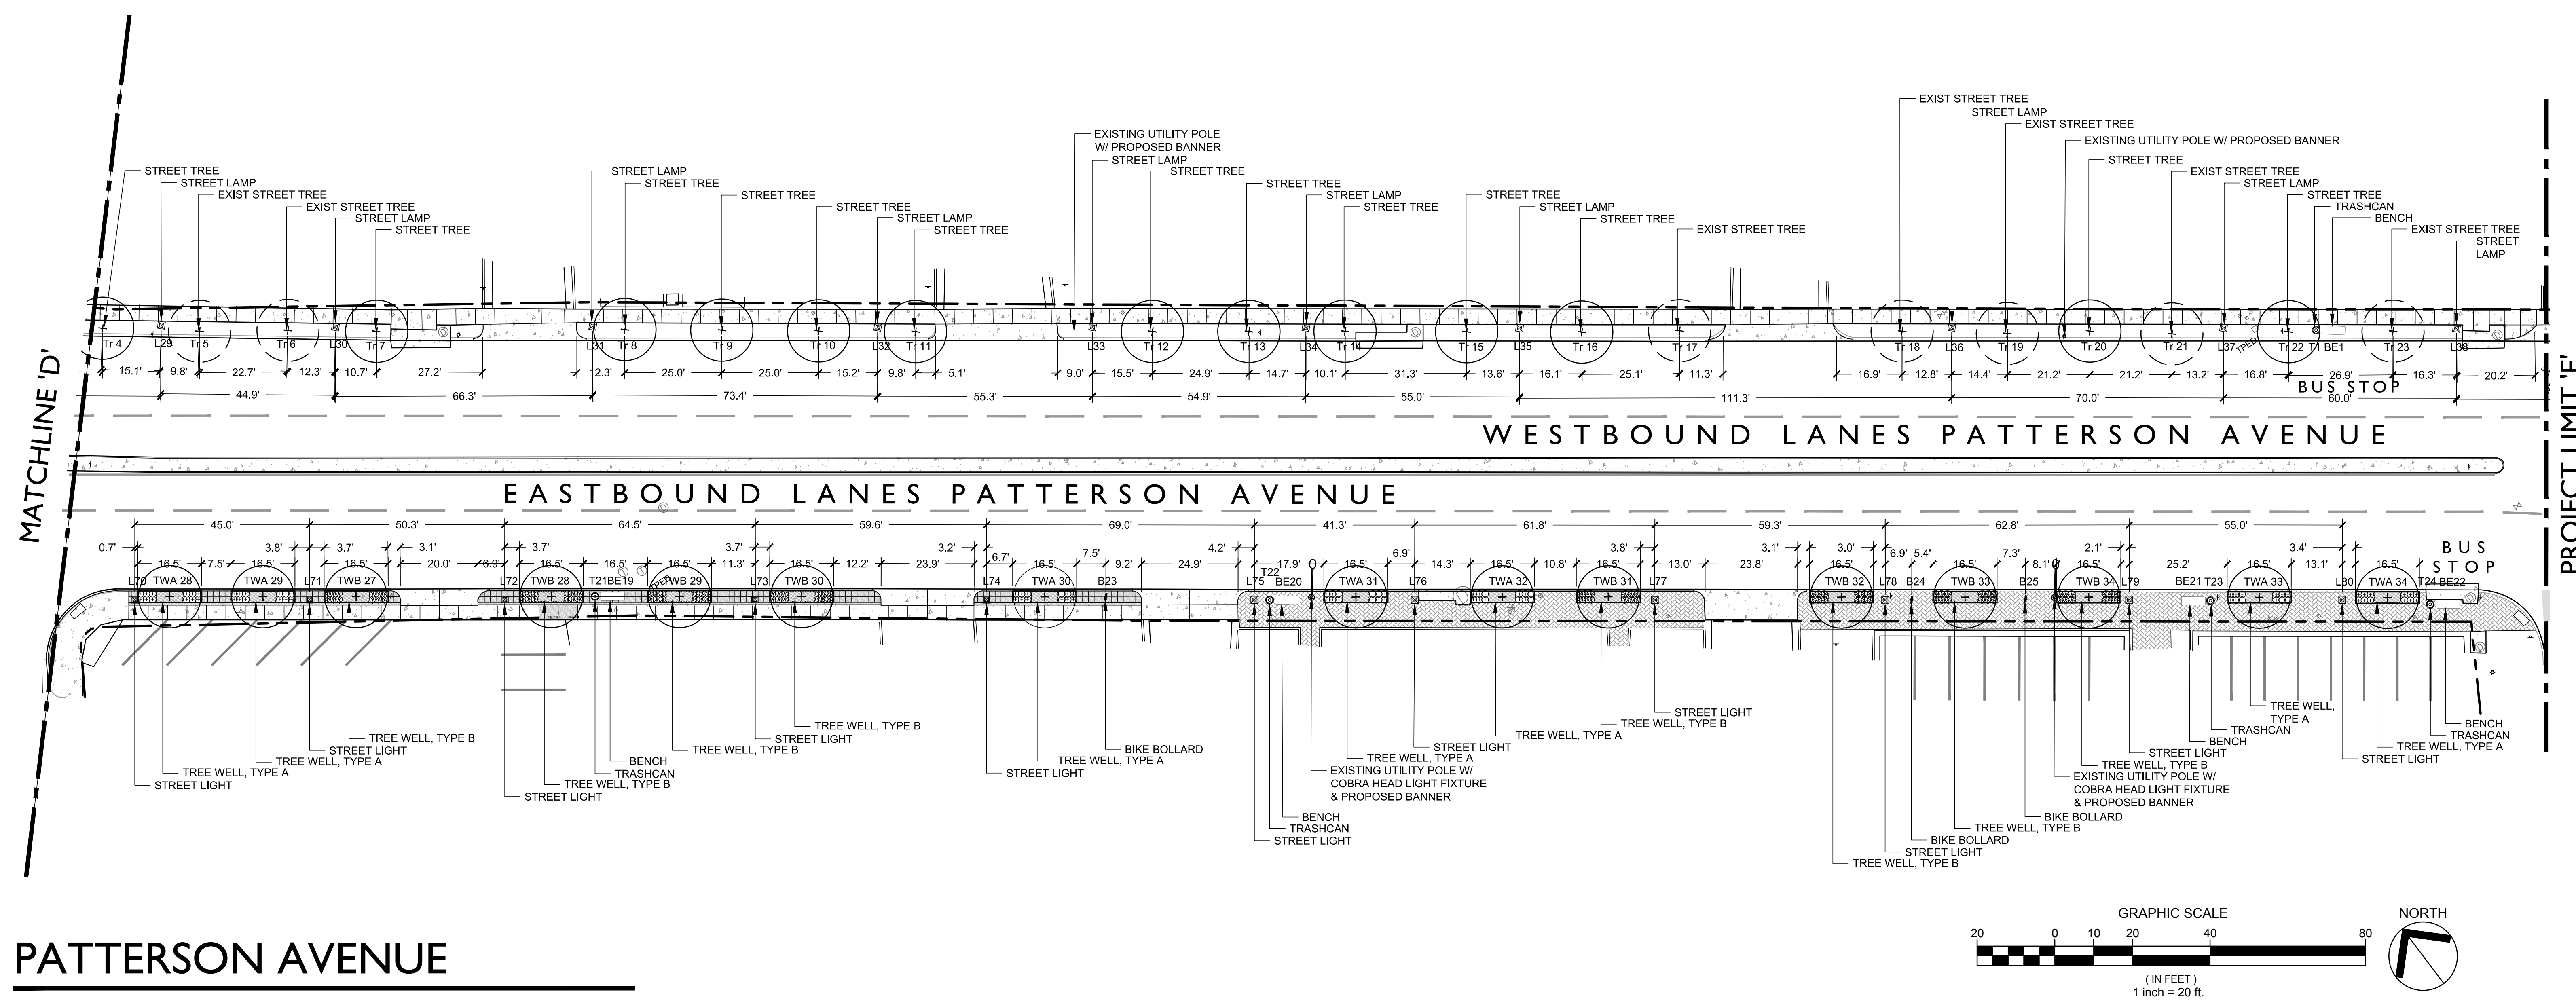 EXIST STREET TREE
STREET LAMP
EXIST STREET TREE
EXISTING UTILITY POLE
W/ PROPOSED BANNER
EXISTING UTILITY POLE W/ PROPOSED BANNER
STREET LAMP
STREET TREE
STREET TREE
STREET TREE
STREET LAMP
STREET LAMP
EXIST STREET TREE
STREET LAMP
STREET TREE
STREET TREE
STREET LAMP
EXIST STREET TREE
STREET TREE
STREET LAMP
STREET TREE
STREET TREE
EXIST STREET TREE
STREET TREE
STREET TREE
STREET LAMP
STREET TREE
TRASHCAN
STREET LAMP
STREET LAMP
STREET TREE
BENCH
STREET TREE
STREET TREE
EXIST STREET TREE
EXIST STREET TREE
STREET
LAMP
Tr 4 L29 Tr 5 Tr 6 L30 Tr 7 L31 Tr 8 Tr 9 Tr 10 L32 Tr 11 L33 Tr 12 Tr 13 L34 Tr 14 Tr 15 L35 Tr 16 Tr 17 Tr 18 L36 Tr 19 Tr 20 Tr 21 L37 TPED Tr 22 T1 BE1 Tr 23 L38
15.1' 9.8' 22.7' 12.3' 10.7' 27.2' 12.3' 25.0' 25.0' 15.2' 9.8' 5.1' 9.0' 15.5' 24.9' 14.7' 10.1' 31.3' 13.6' 16.1' 25.1' 11.3' 16.9' 12.8' 14.4' 21.2' 21.2' 13.2' 16.8' 26.9' 16.3' 20.2'
BUS STOP
44.9' 66.3' 73.4' 55.3' 54.9' 55.0' 111.3' 70.0' 60.0'
MATCHLINE 'D'
PROJECT LIMIT 'E'
WESTBOUND LANES PATTERSON AVENUE
EASTBOUND LANES PATTERSON AVENUE
45.0' 50.3' 64.5' 59.6' 69.0' 41.3' 61.8' 59.3' 62.8' 55.0'
0.7' 3.8' 3.7' 3.1' 3.7' 3.7' 3.2' 4.2' 3.8' 3.1' 3.0' 2.1' 3.4'
BUS
STOP
6.7' 7.5' 6.9' 6.9' 5.4' 7.3'
16.5' 7.5' 16.5' 16.5' 20.0' 6.9' 16.5' 16.5' 16.5' 11.3' 16.5' 12.2' 23.9' 16.5' 9.2' 24.9' 17.9' 16.5' 14.3' 16.5' 10.8' 16.5' 13.0' 23.8' 16.5' 16.5' 8.1' 16.5' 25.2' 16.5' 13.1' 16.5'
T22
L70 TWA 28 TWA 29 L71 TWB 27 L72 TWB 28 T21 BE19 TPED TWB 29 L73 TWB 30 L74 TWA 30 B23 L75 BE20 TWA 31 L76 TWA 32 TWB 31 L77 TWB 32 L78 B24 TWB 33 B25 TWB 34 L79 BE21 T23 TWA 33 L80 TWA 34 T24 BE22
TREE WELL,
TYPE A
STREET LIGHT
TREE WELL, TYPE B
TREE WELL, TYPE B
BENCH
TRASHCAN
TREE WELL, TYPE A
TRASHCAN
TREE WELL, TYPE B
STREET LIGHT
BENCH
STREET LIGHT
TREE WELL, TYPE B
BIKE BOLLARD
STREET LIGHT
TREE WELL, TYPE A
STREET LIGHT
TREE WELL, TYPE A
BENCH
TREE WELL, TYPE A
TREE WELL, TYPE A
STREET LIGHT
TREE WELL, TYPE B
TREE WELL, TYPE A
TRASHCAN
STREET LIGHT
EXISTING UTILITY POLE W/
COBRA HEAD LIGHT FIXTURE
& PROPOSED BANNER
EXISTING UTILITY POLE W/
COBRA HEAD LIGHT FIXTURE
& PROPOSED BANNER
STREET LIGHT
TREE WELL, TYPE B
STREET LIGHT
BENCH
BIKE BOLLARD
TRASHCAN
TREE WELL, TYPE B
STREET LIGHT
BIKE BOLLARD
STREET LIGHT
TREE WELL, TYPE B
PATTERSON AVENUE
GRAPHIC SCALE
20 0 10 20 40 80
( IN FEET )
1 inch = 20 ft.
NORTH